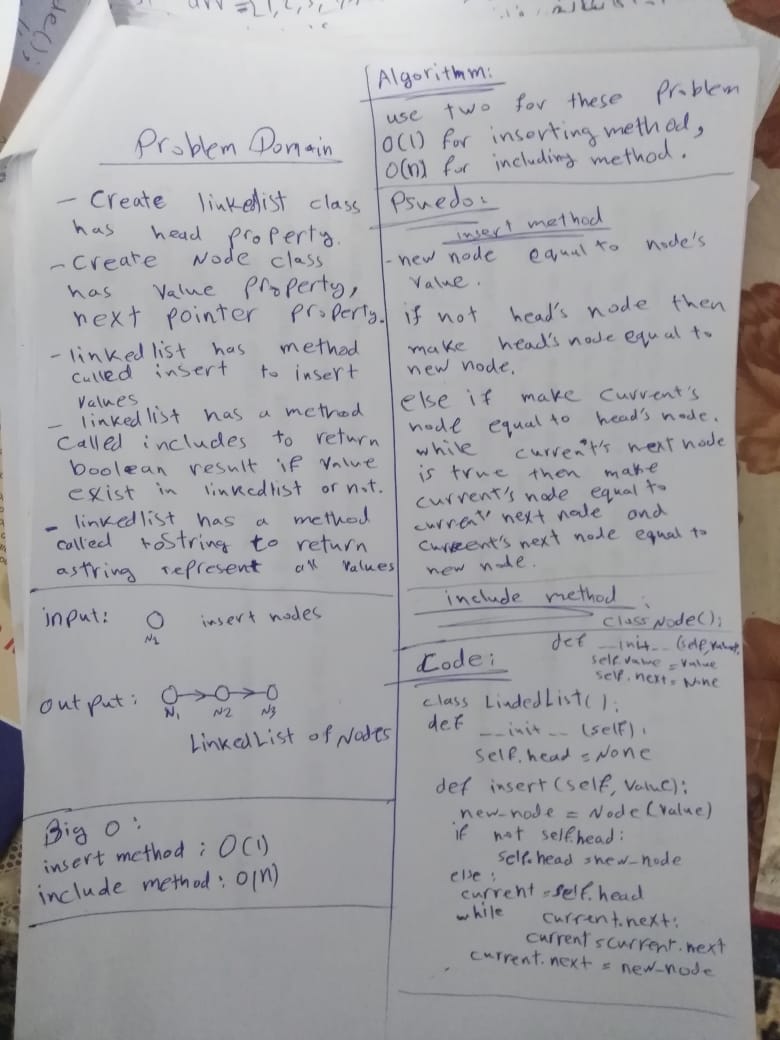 Problem Domain
- Create linkedlist class
has head property.
- Create Node class
has value property,
next pointer property.
- linked list has method
called insert to insert
values
- linked list has a method
called includes to return
boolean result if value
exist in linkedlist or not.
- linkedlist has a method
called toString to return
astring represent all values
input: N1 insert nodes
output: N1 N2 N3
LinkedList of Nodes
Big O:
insert method : O(1)
include method : O(n)
Algorithm:
use two for these problem
O(1) for inserting method,
O(n) for including method.
Psuedo:
insert method
- new node equal to node's
value.
if not head's node then
make head's node equal to
new node.
else if make current's
node equal to head's node.
while current's next node
is true then make
current's node equal to
current' next node and
current's next node equal to
new node.
include method :
class Node():
def __init__ (self, value):
self.value = value
self.next = None
Code:
class LindedList():
def __init__ (self):
self.head = None
def insert (self, value):
new_node = Node(value)
if not self.head:
self.head = new_node
else:
current = self.head
while current.next:
current = current.next
current.next = new_node